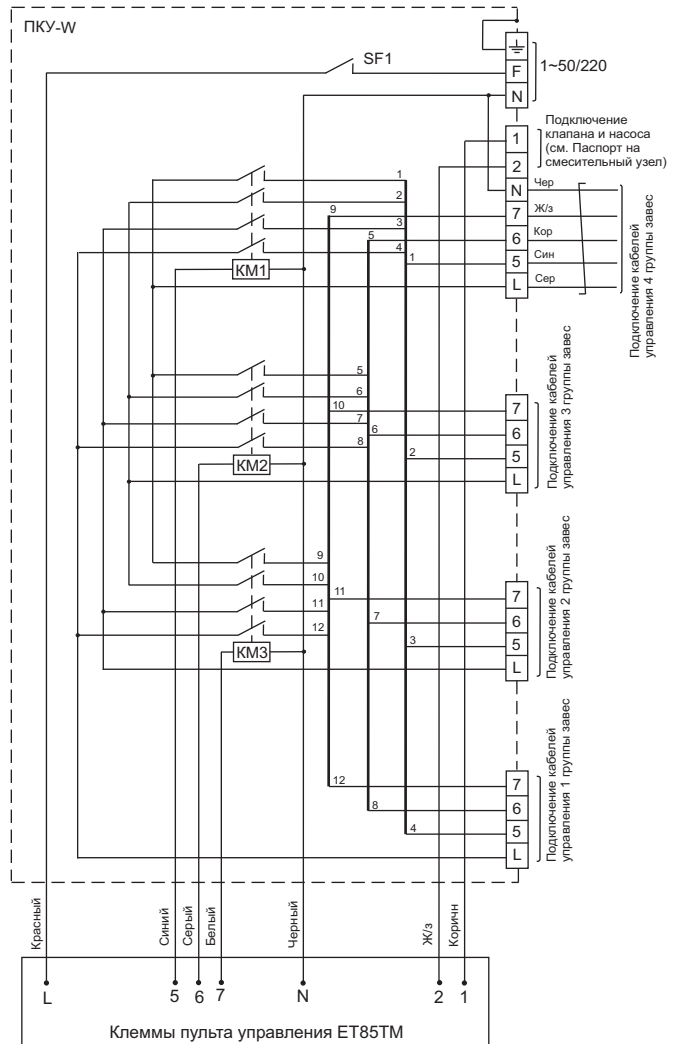 ПКУ-W
SF1
F
N
1~50/220
1
2
Подключение
клапана и насоса
(см. Паспорт на
смесительный узел)
N
7
6
5
L
Чер
Ж/з
Кор
Син
Сер
Подключение кабелей
управления 4 группы завес
1
2
9
3
5
4
1
КМ1
5
6
10
7
6
8
2
КМ2
7
6
5
L
Подключение кабелей
управления 3 группы завес
9
10
11
11
7
12
3
КМ3
7
6
5
L
Подключение кабелей
управления 2 группы завес
12
8
4
7
6
5
L
Подключение кабелей
управления 1 группы завес
Красный
Синий
Серый
Белый
Черный
Ж/з
Коричн
L
5
6
7
N
2
1
Клеммы пульта управления ET85TM